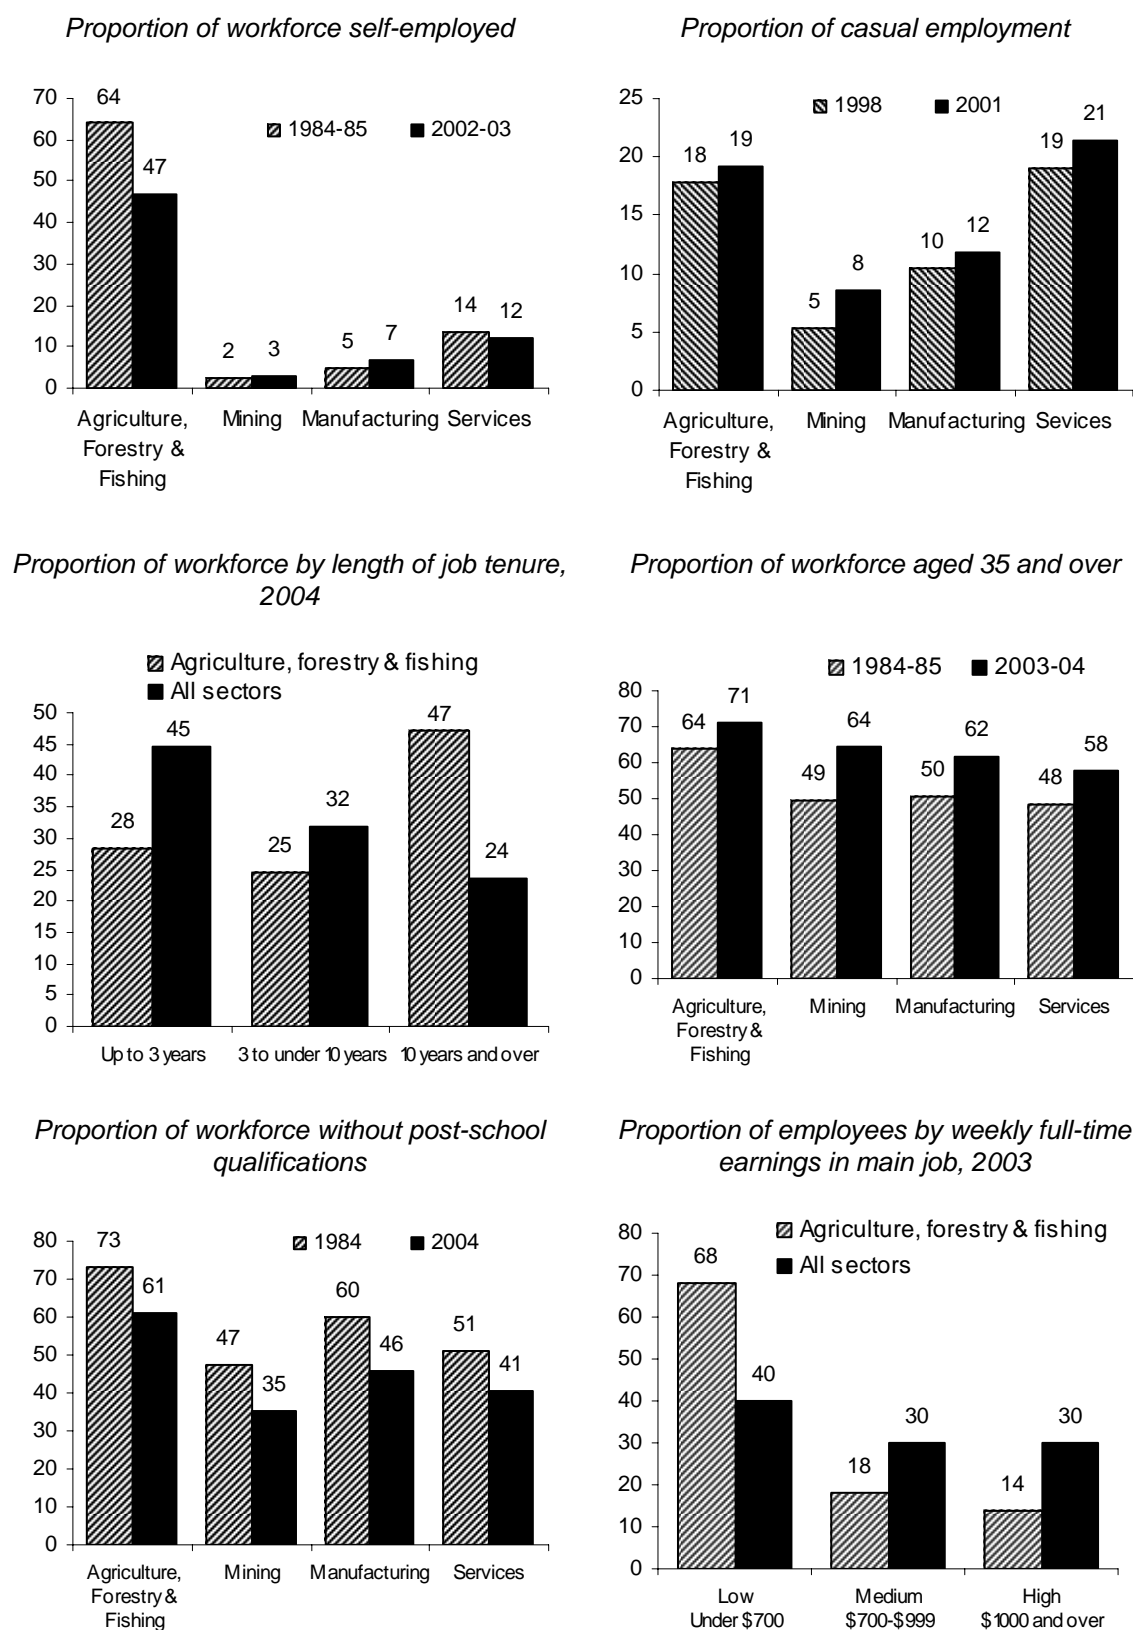 Proportion of workforce self-employed
70
60
50
40
30
20
10
0
64
47
2
3
5
7
14
12
1984-85
2002-03
Agriculture,
Forestry &
Fishing
Mining
Manufacturing
Services
Proportion of casual employment
25
20
15
10
5
0
18
19
5
8
10
12
19
21
1998
2001
Agriculture,
Forestry &
Fishing
Mining
Manufacturing
Sevices
Proportion of workforce by length of job tenure,
2004
Agriculture, forestry & fishing
All sectors
50
45
40
35
30
25
20
15
10
5
0
28
45
25
32
47
24
Up to 3 years
3 to under 10 years
10 years and over
Proportion of workforce aged 35 and over
1984-85
2003-04
80
70
60
50
40
30
20
10
0
64
71
49
64
50
62
48
58
Agriculture,
Forestry &
Fishing
Mining
Manufacturing
Services
Proportion of workforce without post-school
qualifications
80
70
60
50
40
30
20
10
0
73
61
47
35
60
46
51
41
1984
2004
Agriculture,
Forestry &
Fishing
Mining
Manufacturing
Services
Proportion of employees by weekly full-time
earnings in main job, 2003
Agriculture, forestry & fishing
All sectors
80
70
60
50
40
30
20
10
0
68
40
18
30
14
30
Low
Under $700
Medium
$700-$999
High
$1000 and over